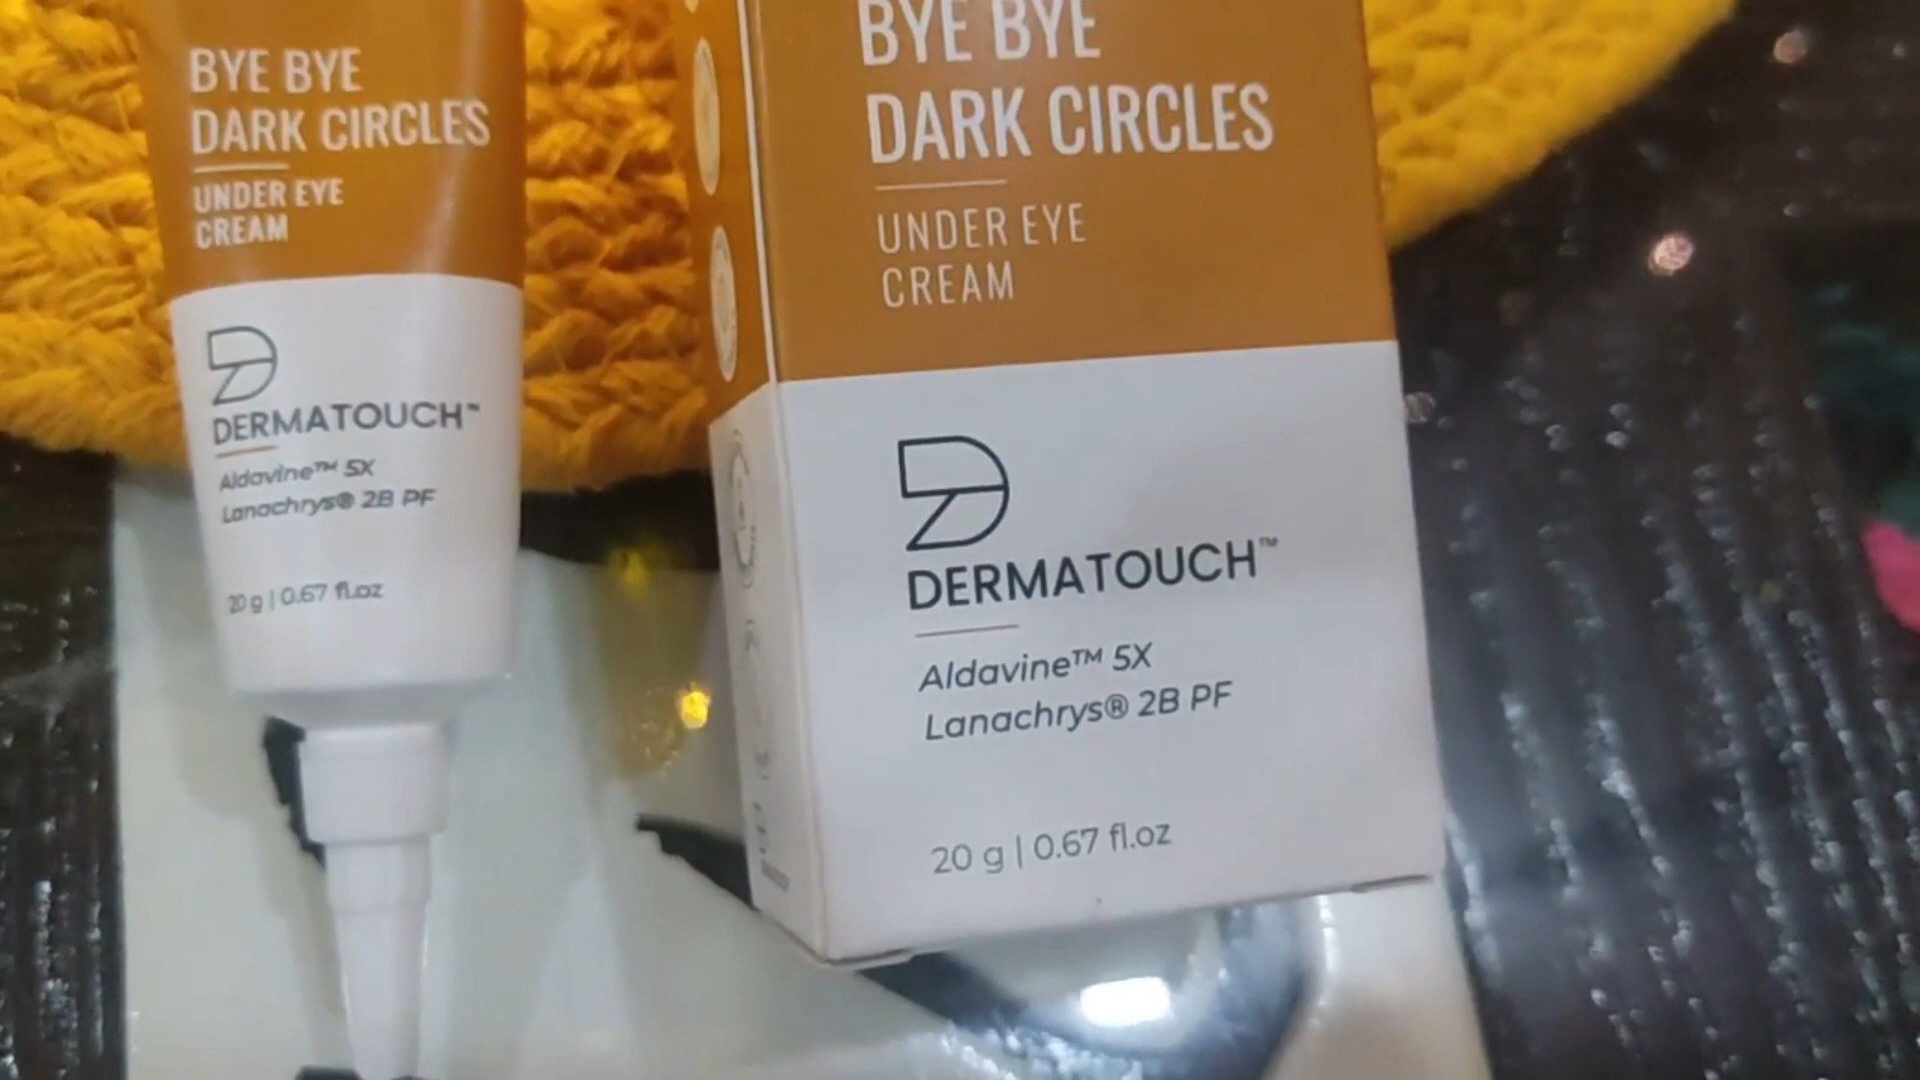 BYE BYE
DARK CIRCLES
UNDER EYE
CREAM
DERMATOUCH™
Aldavine™ 5X
Lanachrys® 2B PF
20 g | 0.67 fl.oz
BYE BYE
DARK CIRCLES
UNDER EYE
CREAM
DERMATOUCH™
Aldavine™ 5X
Lanachrys® 2B PF
20 g | 0.67 fl.oz